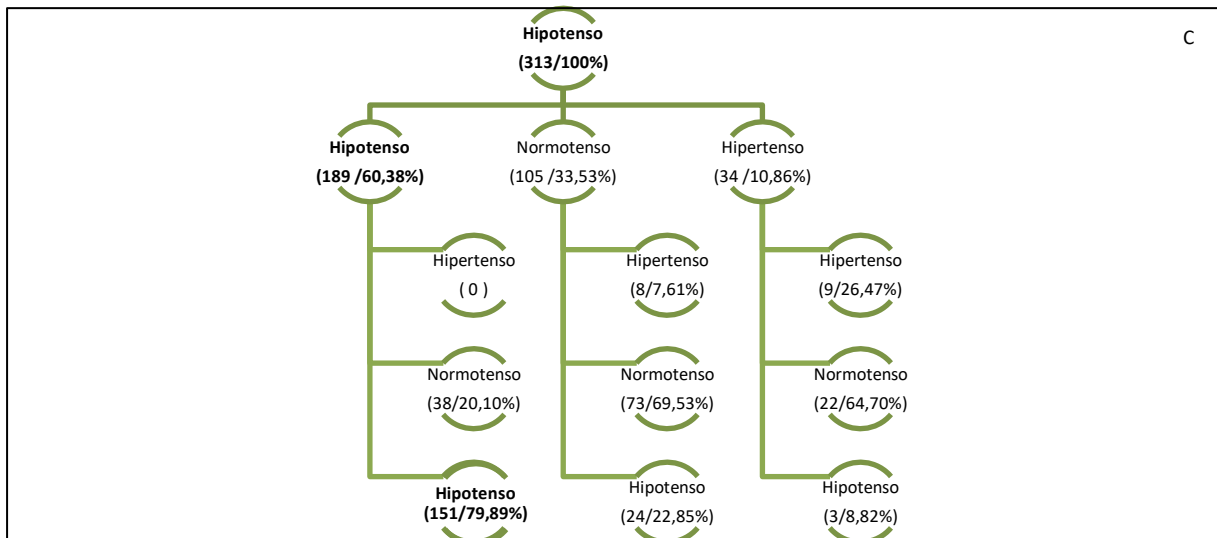 C
Hipotenso
(313/100%)
Hipotenso
(189 /60,38%)
Normotenso
(105 /33,53%)
Hipertenso
(34 /10,86%)
Hipertenso
( 0 )
Hipertenso
(8/7,61%)
Hipertenso
(9/26,47%)
Normotenso
(38/20,10%)
Normotenso
(73/69,53%)
Normotenso
(22/64,70%)
Hipotenso
(151/79,89%)
Hipotenso
(24/22,85%)
Hipotenso
(3/8,82%)